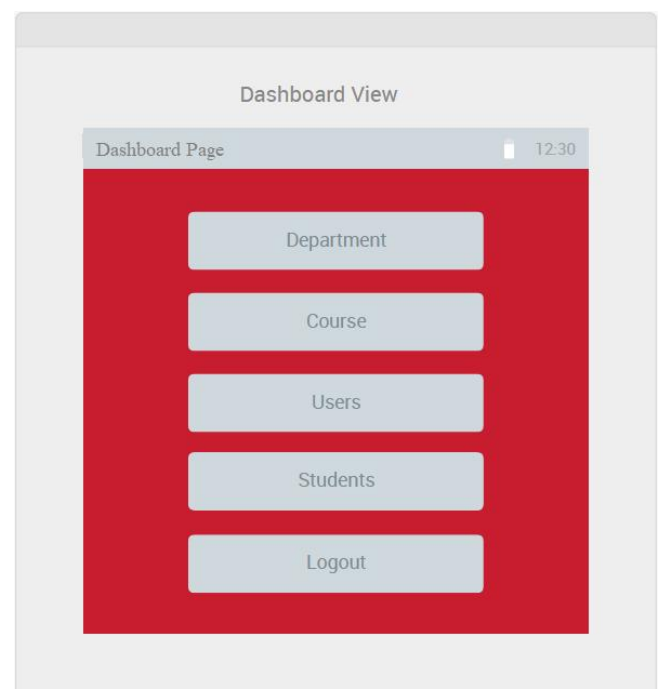 Dashboard View
Dashboard Page 12:30
Department
Course
Users
Students
Logout